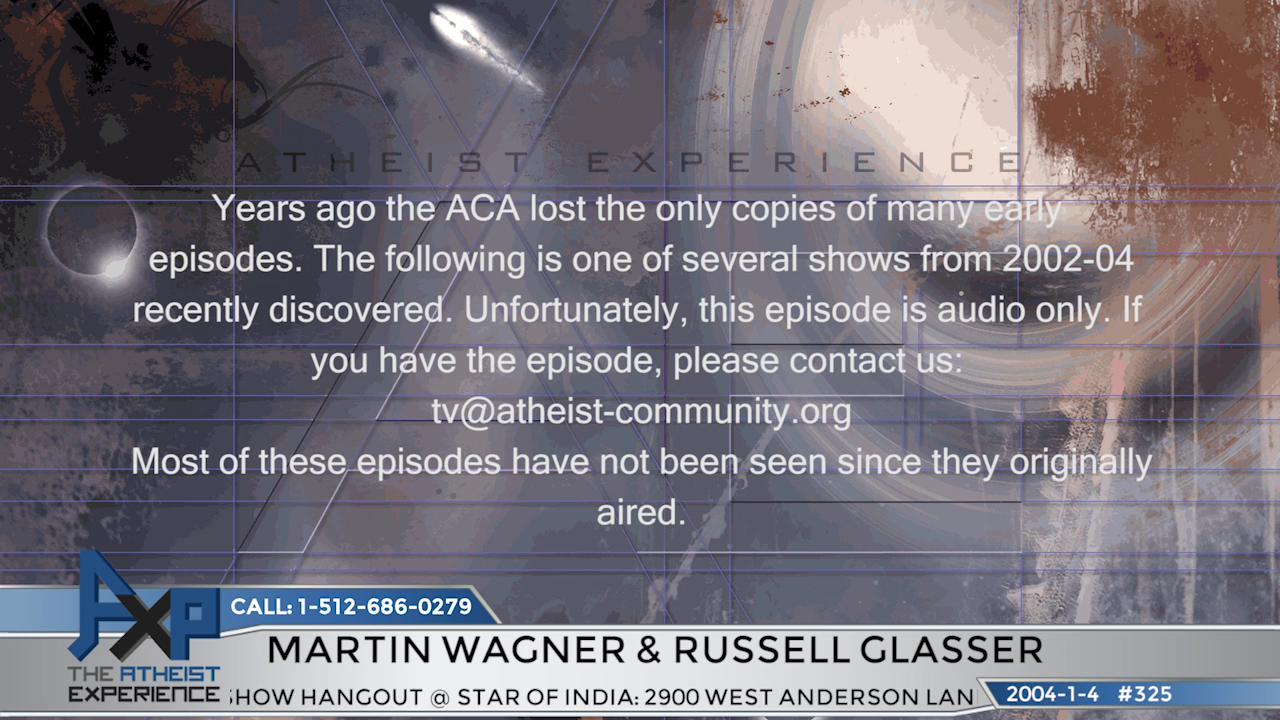 ATHEIST EXPERIENCE
Years ago the ACA lost the only copies of many early
episodes. The following is one of several shows from 2002-04
recently discovered. Unfortunately, this episode is audio only. If
you have the episode, please contact us:
tv@atheist-community.org
Most of these episodes have not been seen since they originally
aired.
CALL: 1-512-686-0279
AXP
MARTIN WAGNER & RUSSELL GLASSER
THE ATHEIST
EXPERIENCE
SHOW HANGOUT @ STAR OF INDIA: 2900 WEST ANDERSON LAN
2004-1-4 #325